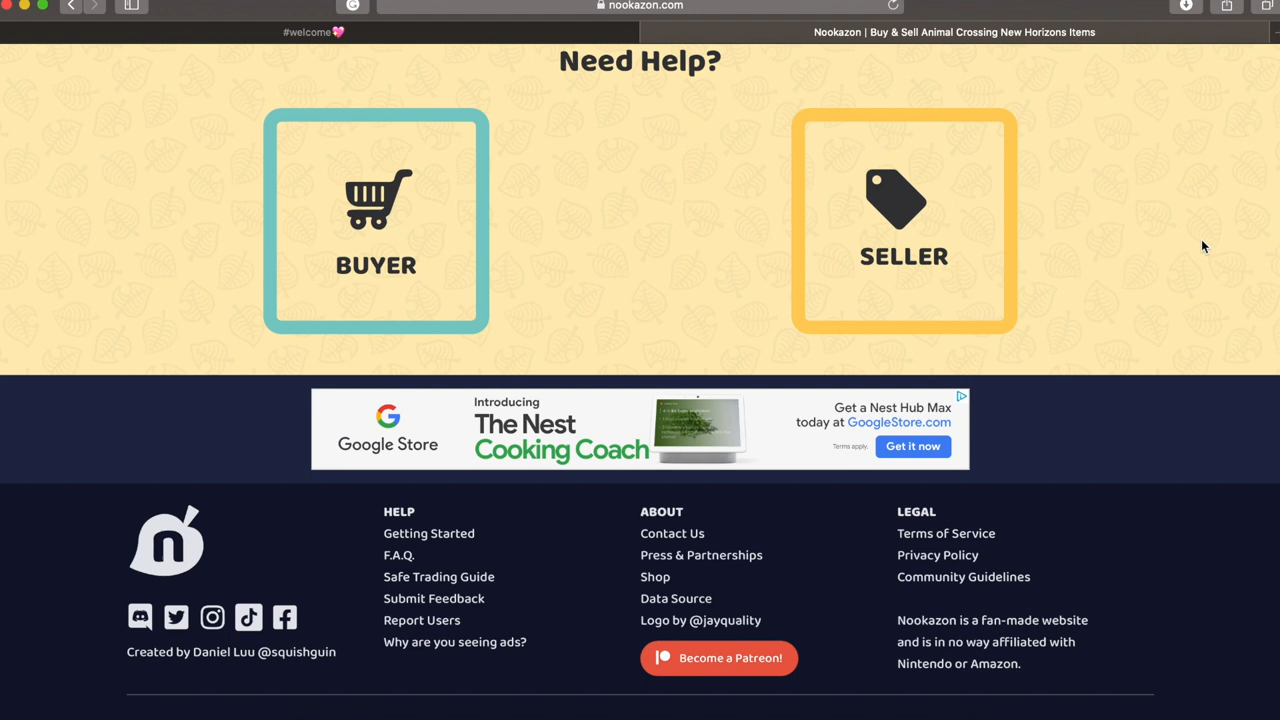 nookazon.com
#welcome💖
Nookazon | Buy & Sell Animal Crossing New Horizons Items
Need Help?
BUYER
SELLER
Google Store
Introducing
The Nest
Cooking Coach
Get a Nest Hub Max
today at GoogleStore.com
Terms apply.
Get it now
n
Created by Daniel Luu @squishguin
HELP
Getting Started
F.A.Q.
Safe Trading Guide
Submit Feedback
Report Users
Why are you seeing ads?
ABOUT
Contact Us
Press & Partnerships
Shop
Data Source
Logo by @jayquality
Become a Patreon!
LEGAL
Terms of Service
Privacy Policy
Community Guidelines
Nookazon is a fan-made website
and is in no way affiliated with
Nintendo or Amazon.